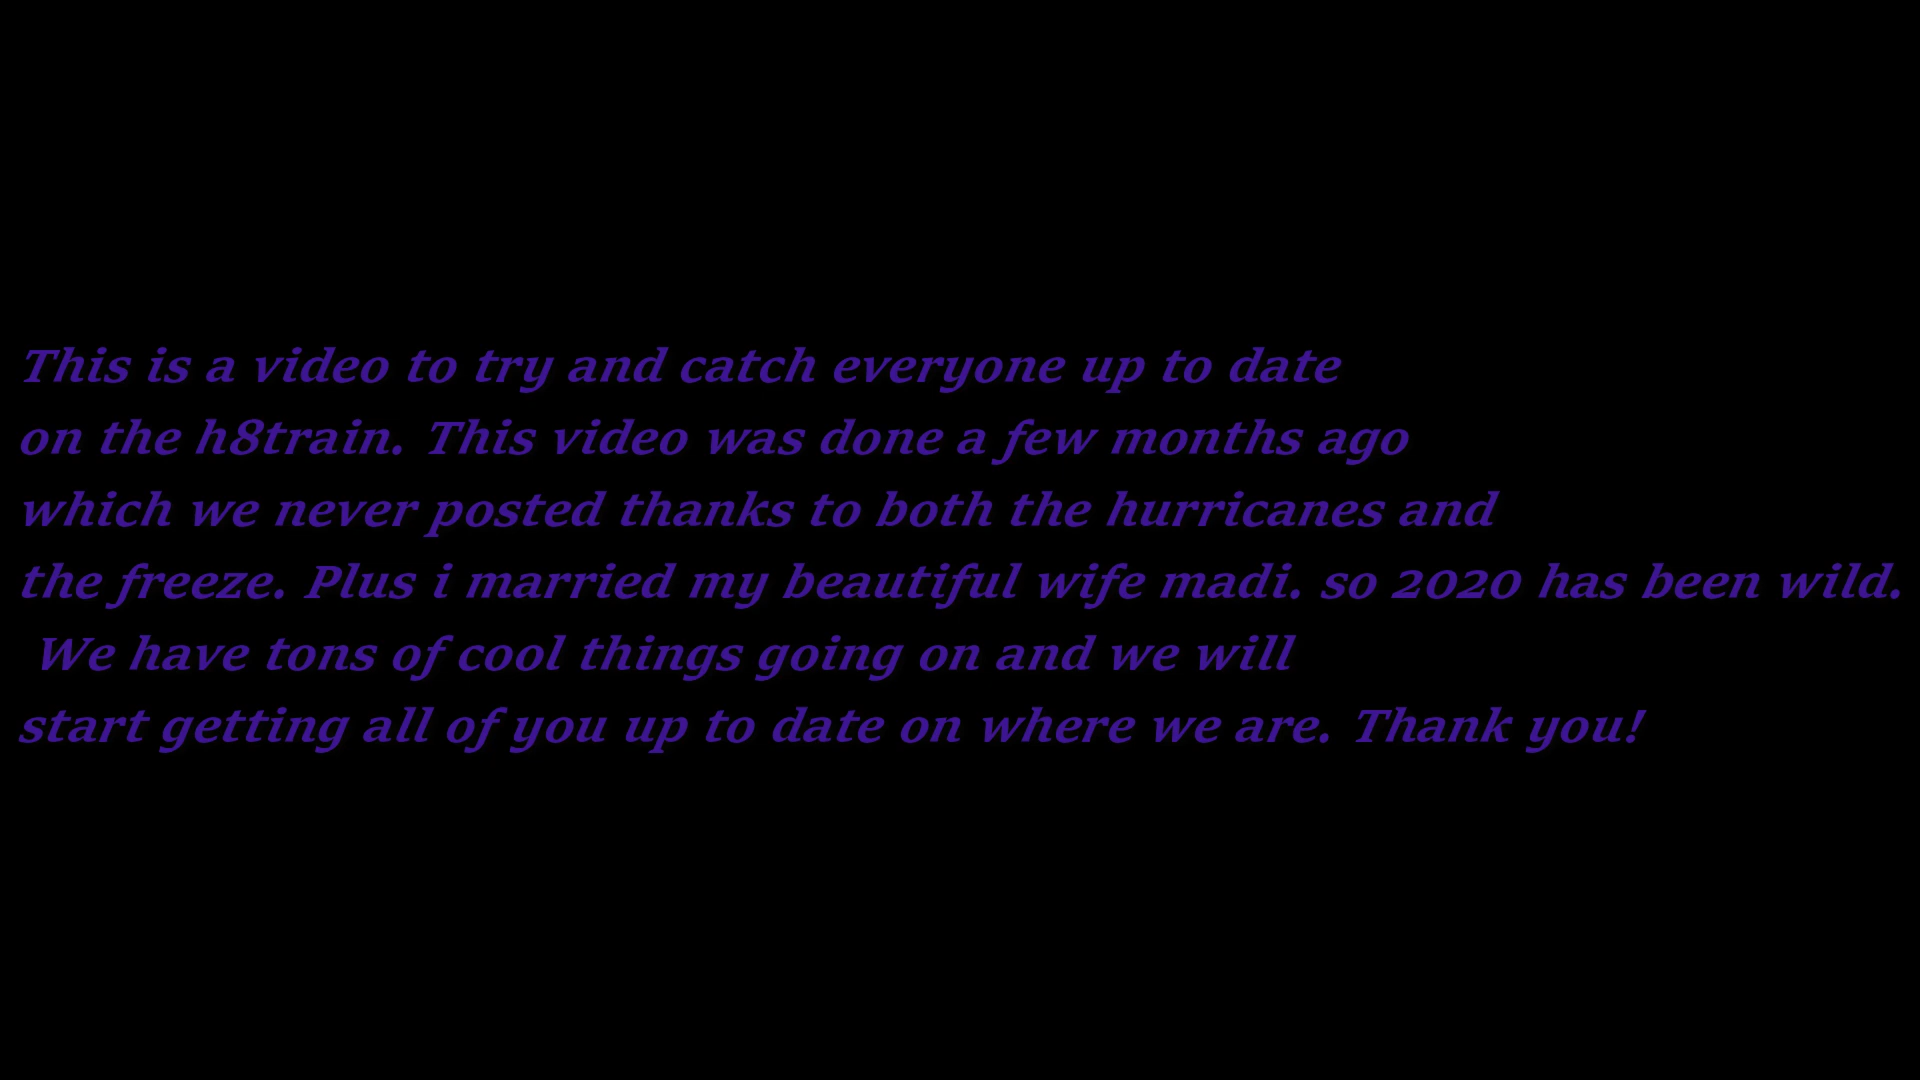 This is a video to try and catch everyone up to date
on the h8train. This video was done a few months ago
which we never posted thanks to both the hurricanes and
the freeze. Plus i married my beautiful wife madi. so 2020 has been wild.
We have tons of cool things going on and we will
start getting all of you up to date on where we are. Thank you!